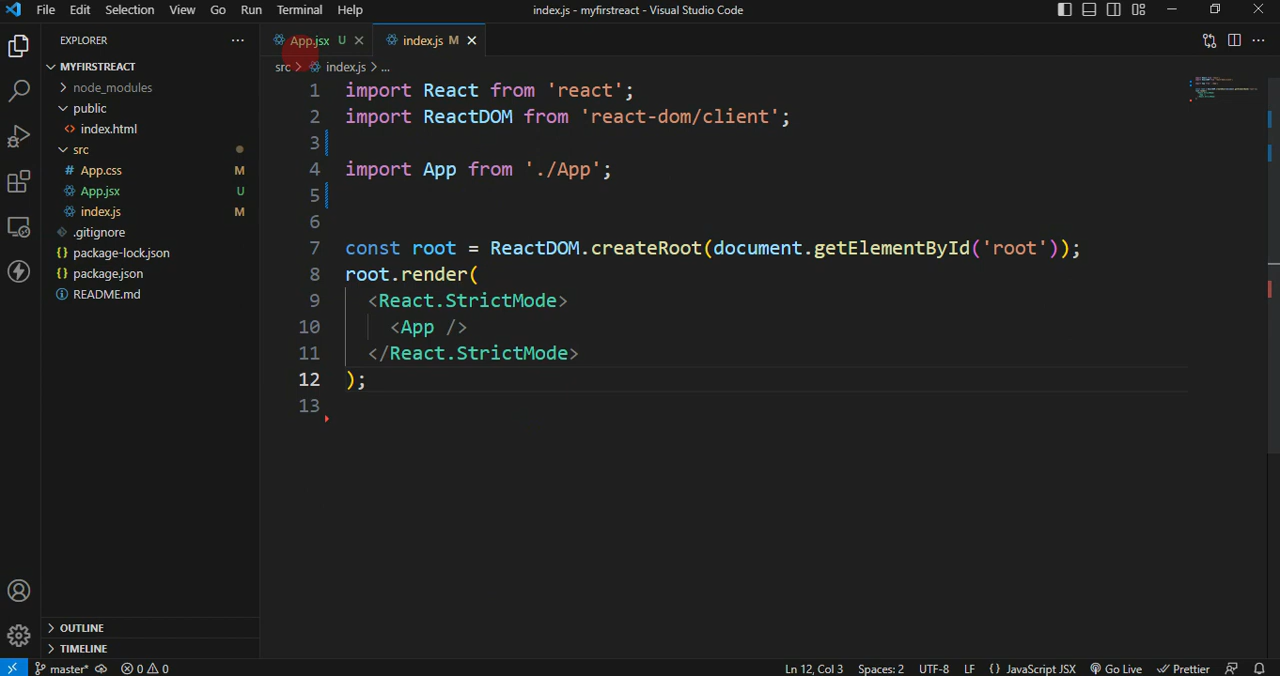 File Edit Selection View Go Run Terminal Help
index.js - myfirstreact - Visual Studio Code
EXPLORER
MYFIRSTREACT
node_modules
public
index.html
src
# App.css M
App.jsx U
index.js M
.gitignore
package-lock.json
package.json
README.md
OUTLINE
TIMELINE
App.jsx U
index.js M
src > index.js > ...
1 import React from 'react';
2 import ReactDOM from 'react-dom/client';
3
4 import App from './App';
5
6
7 const root = ReactDOM.createRoot(document.getElementById('root'));
8 root.render(
9 <React.StrictMode>
10 <App />
11 </React.StrictMode>
12 );
13
master* 0 0 Ln 12, Col 3 Spaces: 2 UTF-8 LF {} JavaScript JSX Go Live Prettier